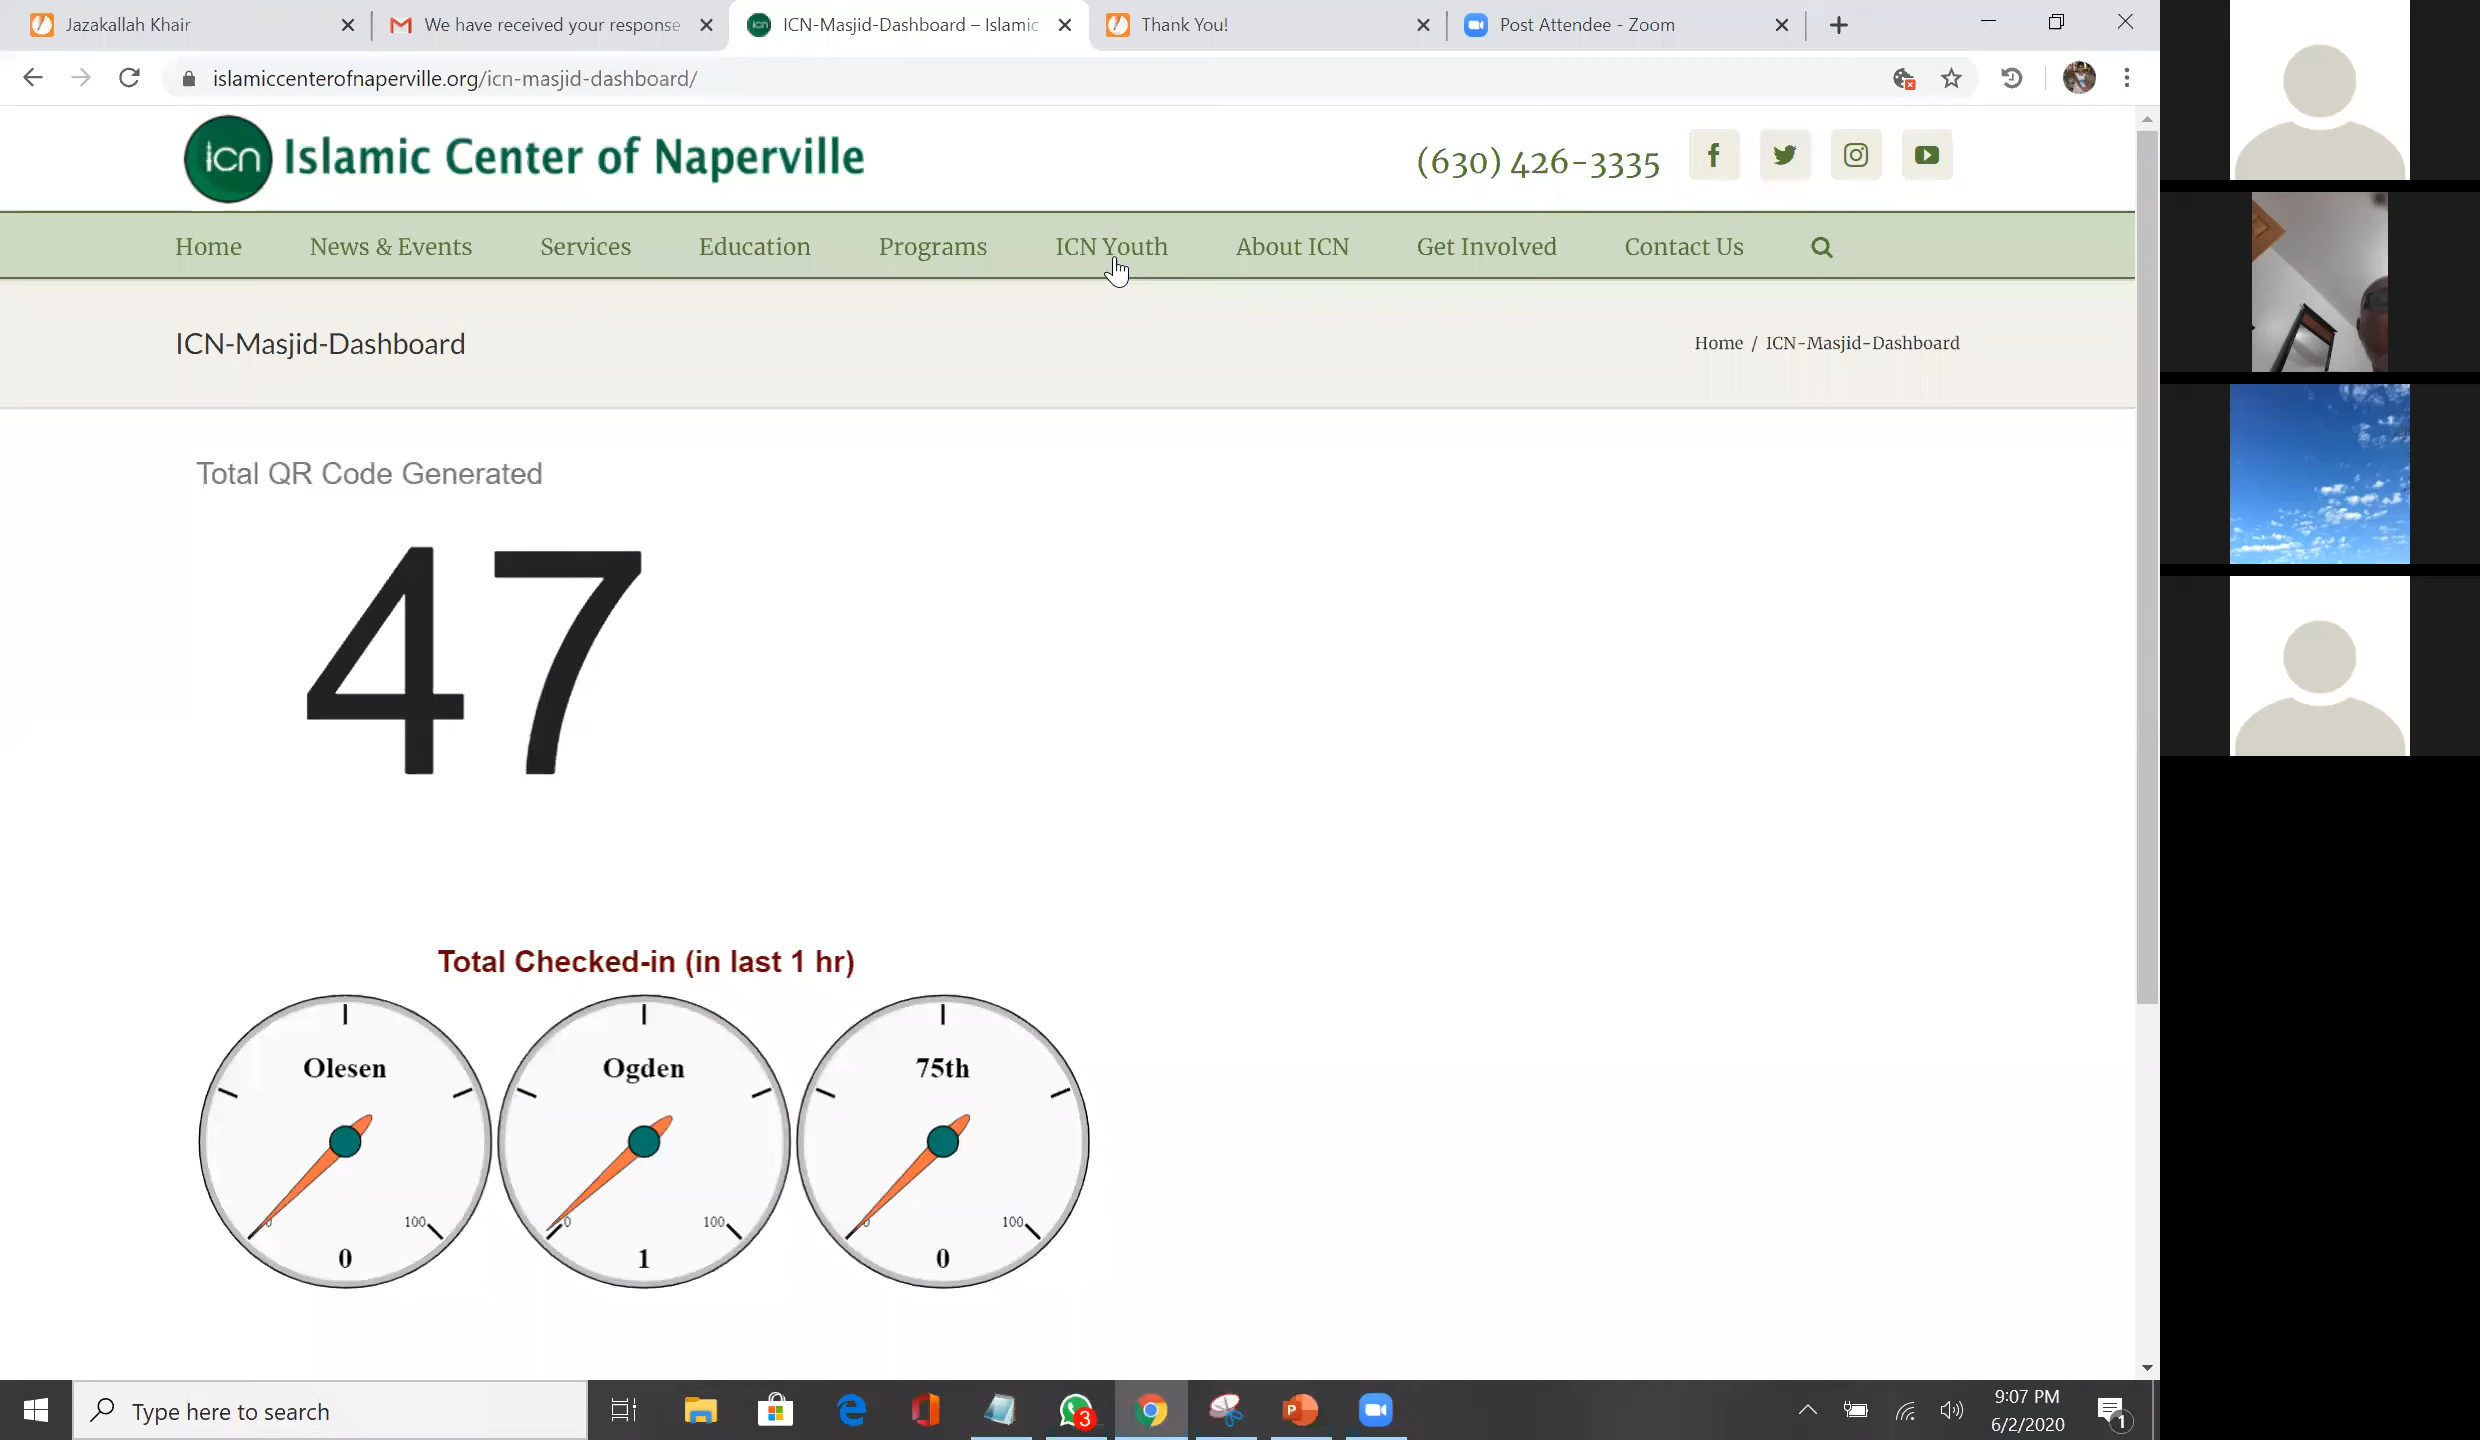 Jazakallah Khair
We have received your response
ICN-Masjid-Dashboard – Islamic
Thank You!
Post Attendee - Zoom
islamiccenterofnaperville.org/icn-masjid-dashboard/
icn Islamic Center of Naperville
(630) 426-3335
Home News & Events Services Education Programs ICN Youth About ICN Get Involved Contact Us
ICN-Masjid-Dashboard
Home / ICN-Masjid-Dashboard
Total QR Code Generated
47
Total Checked-in (in last 1 hr)
Olesen
0
100
0
Ogden
0
100
1
75th
0
100
0
Type here to search
3
9:07 PM
6/2/2020
1